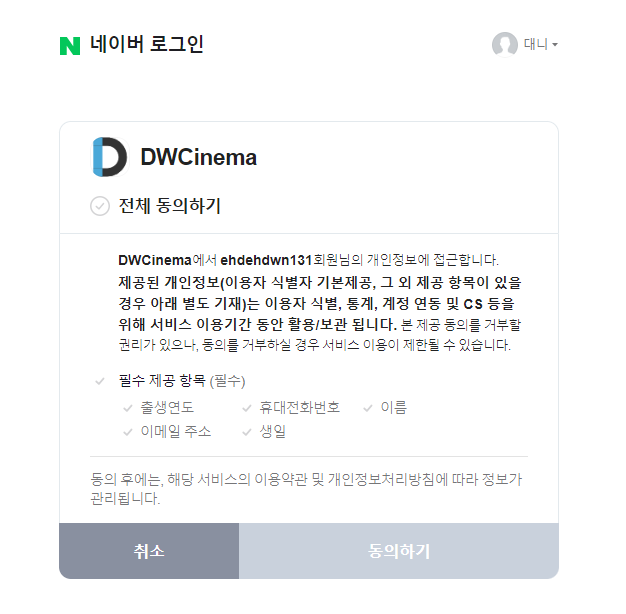 네이버 로그인
대니
DWCinema
전체 동의하기
DWCinema에서 ehdehdwn131회원님의 개인정보에 접근합니다.
제공된 개인정보(이용자 식별자 기본제공, 그 외 제공 항목이 있을
경우 아래 별도 기재)는 이용자 식별, 통계, 계정 연동 및 CS 등을
위해 서비스 이용기간 동안 활용/보관 됩니다. 본 제공 동의를 거부할
권리가 있으나, 동의를 거부하실 경우 서비스 이용이 제한될 수 있습니다.
필수 제공 항목 (필수)
출생연도 휴대전화번호 이름
이메일 주소 생일
동의 후에는, 해당 서비스의 이용약관 및 개인정보처리방침에 따라 정보가
관리됩니다.
취소 동의하기